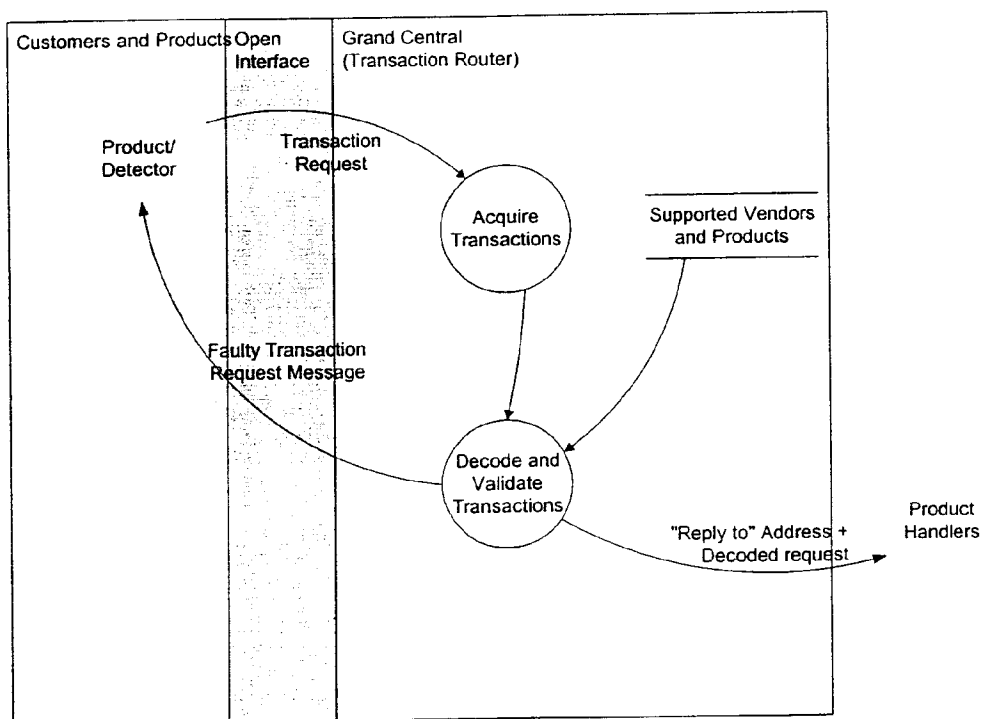 Customers and Products
Open
Interface
Grand Central
(Transaction Router)
Product/
Detector
Transaction
Request
Acquire
Transactions
Supported Vendors
and Products
Faulty Transaction
Request Message
Decode and
Validate
Transactions
"Reply to" Address +
Decoded request
Product
Handlers